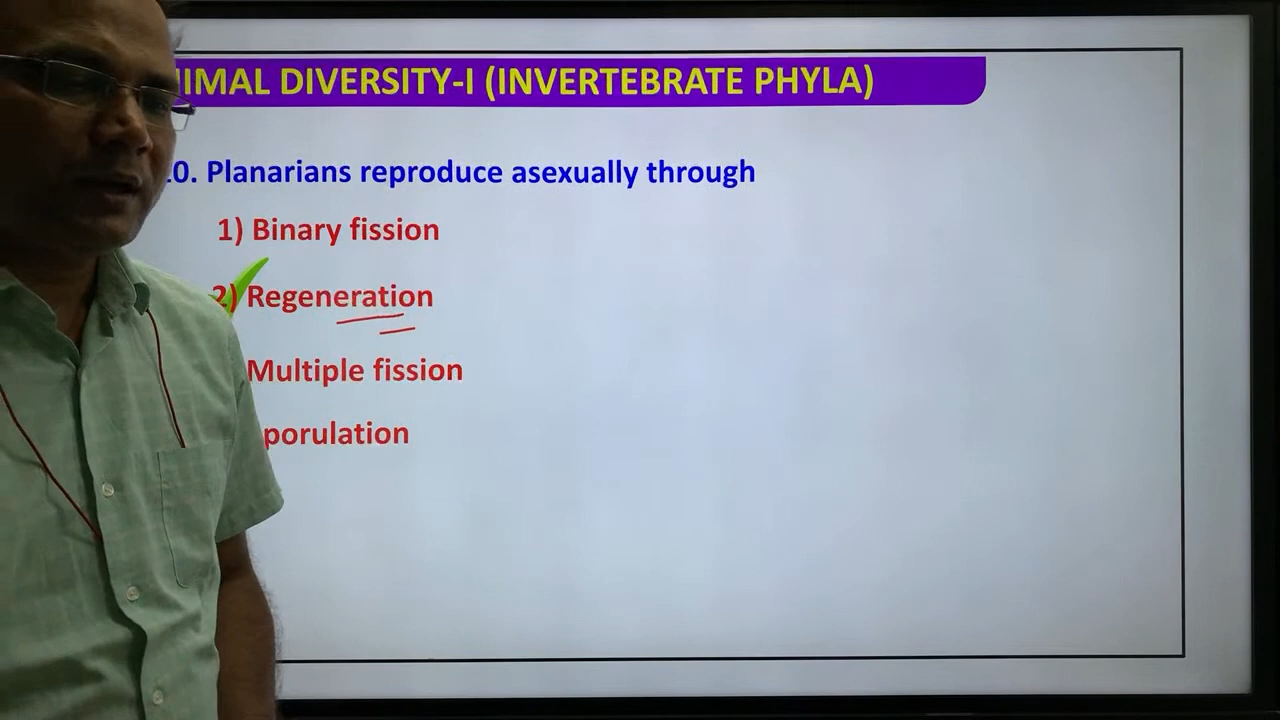 IMAL DIVERSITY-I (INVERTEBRATE PHYLA)
0. Planarians reproduce asexually through
1) Binary fission
2) Regeneration
Multiple fission
porulation